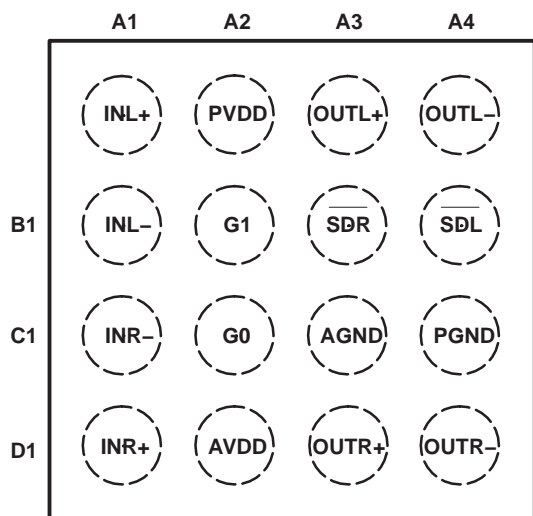 A1 A2 A3 A4
INL+ PVDD OUTL+ OUTL–
B1 INL– G1 SDR SDL
C1 INR– G0 AGND PGND
D1 INR+ AVDD OUTR+ OUTR–